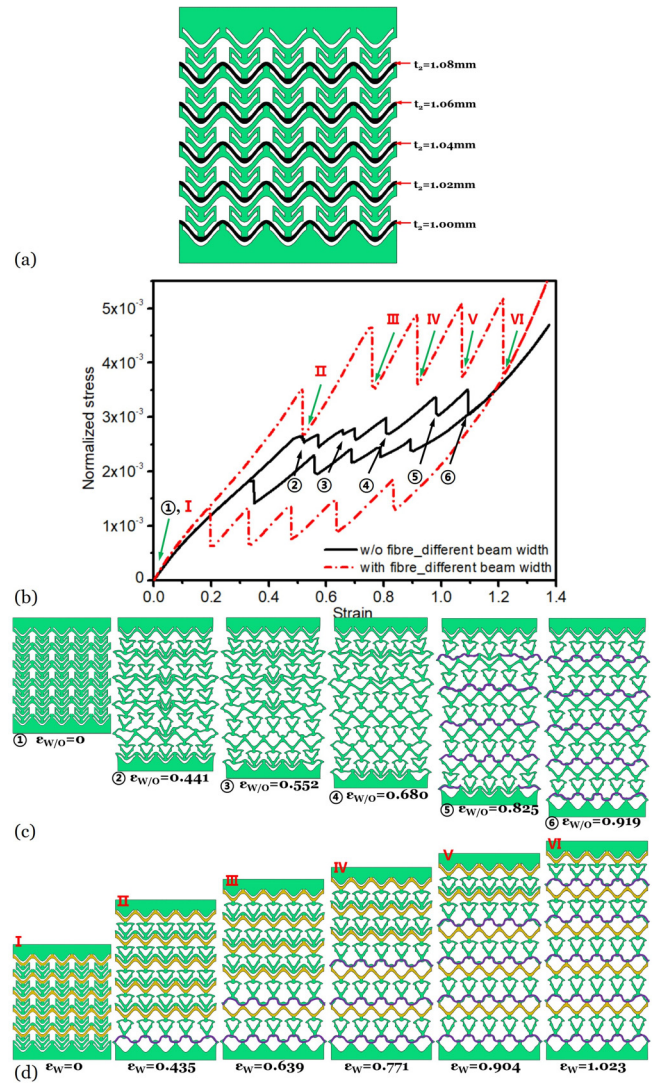 t₂=1.08mm
t₂=1.06mm
t₂=1.04mm
t₂=1.02mm
t₂=1.00mm
(a)
Normalized stress
5x10⁻³
4x10⁻³
3x10⁻³
2x10⁻³
1x10⁻³
0
III IV V VI
II
② ③ ④ ⑤ ⑥
①, I
w/o fibre_different beam width
with fibre_different beam width
0.0 0.2 0.4 0.6 0.8 1.0 1.2 1.4
Strain
(b)
① εW/O=0
② εW/O=0.441
③ εW/O=0.552
④ εW/O=0.680
⑤ εW/O=0.825
⑥ εW/O=0.919
(c)
I II III IV V VI
εW=0 εW=0.435 εW=0.639 εW=0.771 εW=0.904 εW=1.023
(d)